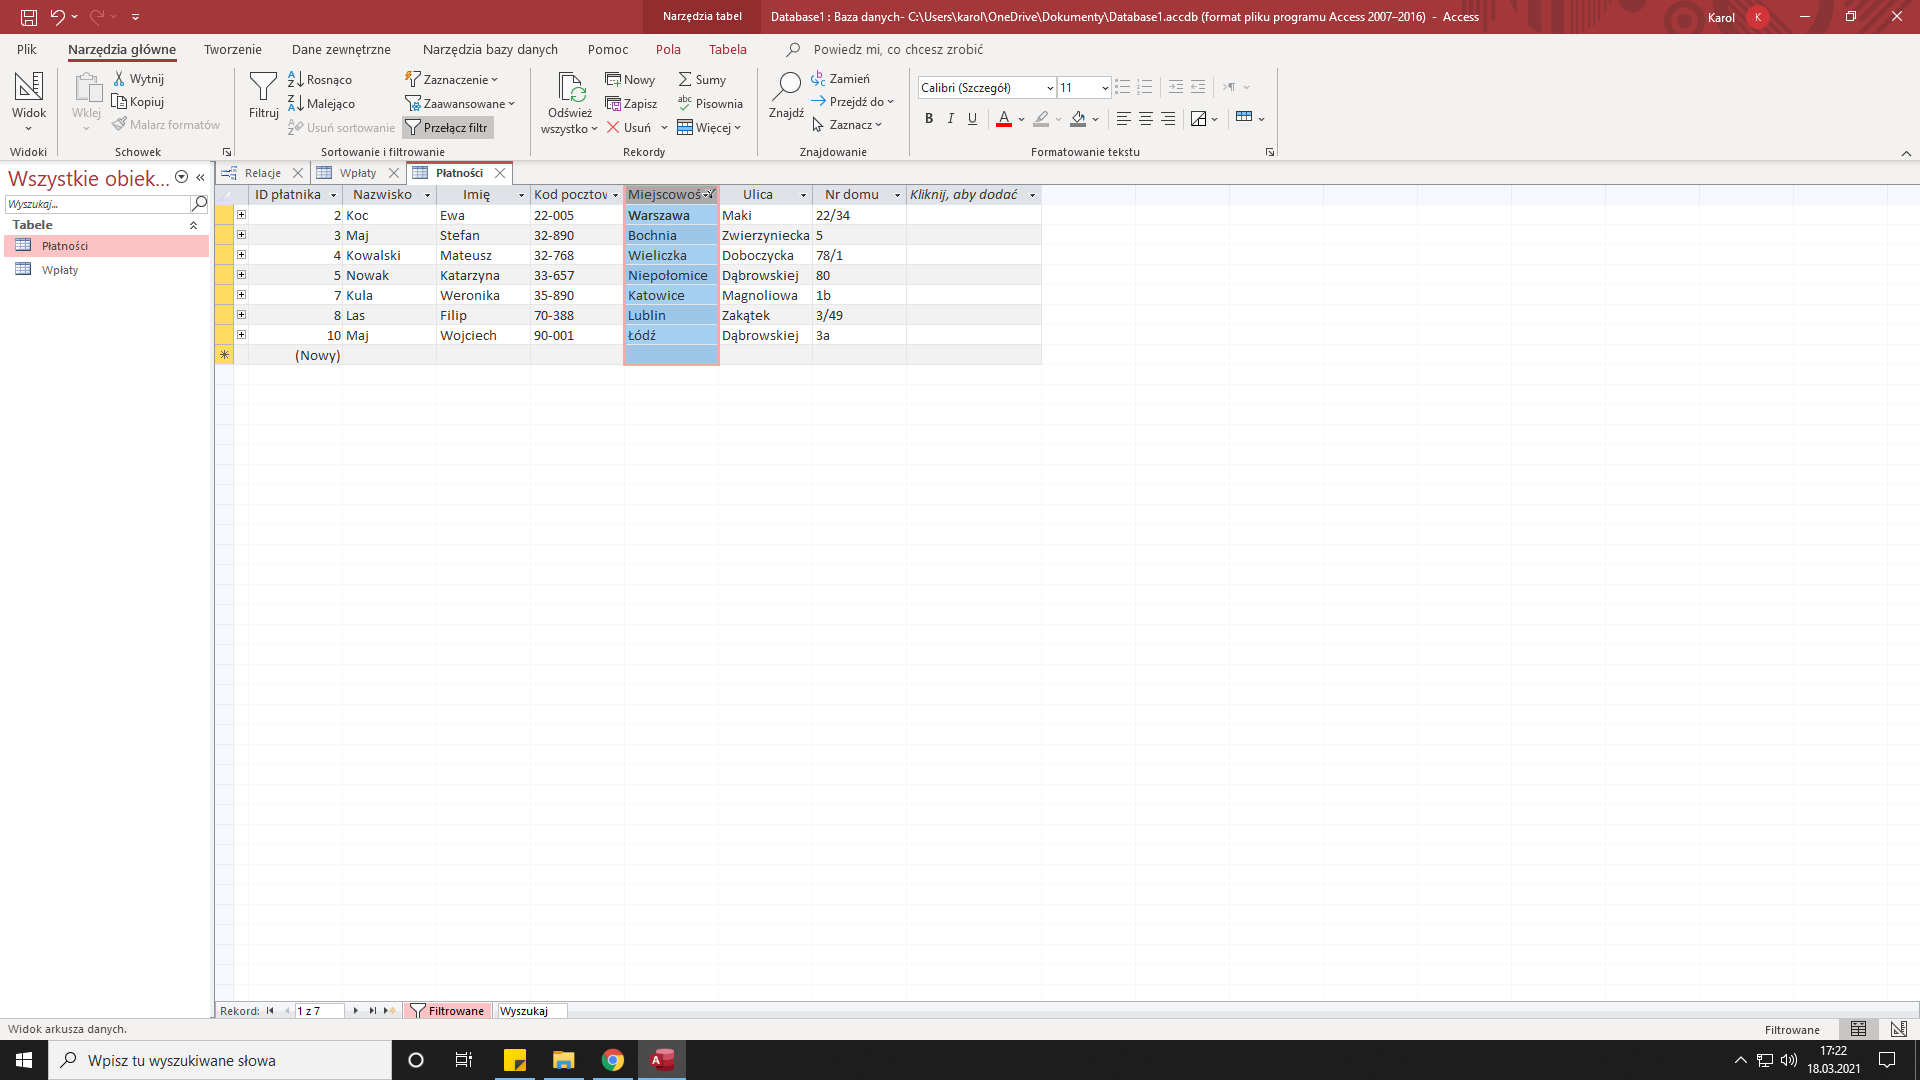 Narzędzia tabel
Database1 : Baza danych- C:\Users\karol\OneDrive\Dokumenty\Database1.accdb (format pliku programu Access 2007–2016) - Access
Karol K
Plik Narzędzia główne Tworzenie Dane zewnętrzne Narzędzia bazy danych Pomoc Pola Tabela Powiedz mi, co chcesz zrobić
Widok
Widoki
Wklej
Wytnij
Kopiuj
Malarz formatów
Schowek
Filtruj
Rosnąco
Malejąco
Usuń sortowanie
Zaznaczenie
Zaawansowane
Przełącz filtr
Sortowanie i filtrowanie
Odśwież
wszystko
Nowy
Zapisz
Usuń
Sumy
Pisownia
Więcej
Rekordy
Znajdź
Zamień
Przejdź do
Zaznacz
Znajdowanie
Calibri (Szczegół) 11
B I U A
Formatowanie tekstu
Wszystkie obiek...
Wyszukaj...
Tabele
Płatności
Wpłaty
Relacje Wpłaty Płatności
ID płatnika Nazwisko Imię Kod pocztow Miejscowoś Ulica Nr domu Kliknij, aby dodać
2 Koc Ewa 22-005 Warszawa Maki 22/34
3 Maj Stefan 32-890 Bochnia Zwierzyniecka 5
4 Kowalski Mateusz 32-768 Wieliczka Doboczycka 78/1
5 Nowak Katarzyna 33-657 Niepołomice Dąbrowskiej 80
7 Kula Weronika 35-890 Katowice Magnoliowa 1b
8 Las Filip 70-388 Lublin Zakątek 3/49
10 Maj Wojciech 90-001 Łódź Dąbrowskiej 3a
(Nowy)
Rekord: 1 z 7 Filtrowane Wyszukaj
Widok arkusza danych. Filtrowane
Wpisz tu wyszukiwane słowa
17:22
18.03.2021